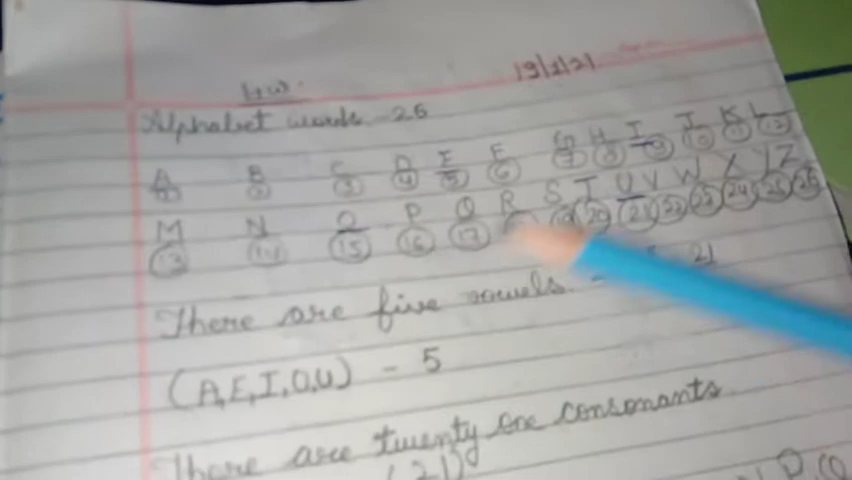 H.W. 19/1/21
Alphabet words - 26
A B C D E F G H I J K L
1 2 3 4 5 6 7 8 9 10 11 12
M N O P Q R S T U V W X Y Z
13 14 15 16 17 19 20 21 22 23 24 25 26
There are five vowels - 21
(A,E,I,O,U) - 5
There are twenty one consonants.
(21)
P,Q